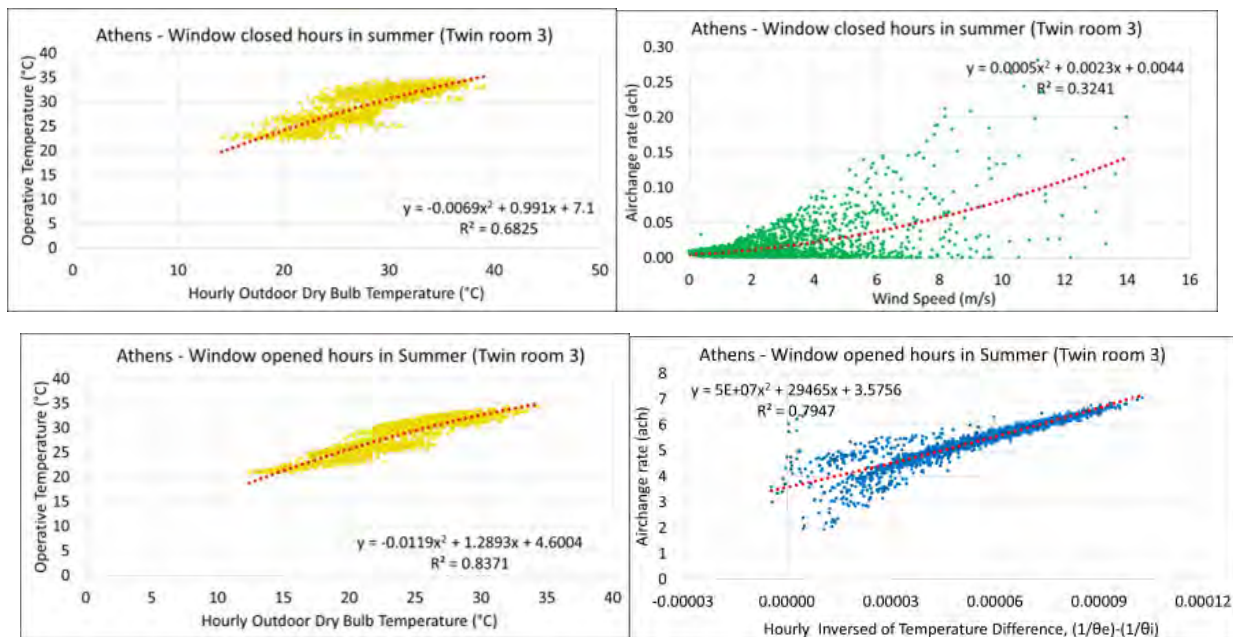 Athens - Window closed hours in summer (Twin room 3)
Operative Temperature (°C)
40
35
30
25
20
15
10
5
0
y = -0.0069x² + 0.991x + 7.1
R² = 0.6825
0 10 20 30 40 50
Hourly Outdoor Dry Bulb Temperature (°C)
Athens - Window closed hours in summer (Twin room 3)
Airchange rate (ach)
0.30
0.25
0.20
0.15
0.10
0.05
0.00
y = 0.0005x² + 0.0023x + 0.0044
R² = 0.3241
0 2 4 6 8 10 12 14 16
Wind Speed (m/s)
Athens - Window opened hours in Summer (Twin room 3)
Operative Temperature (°C)
40
35
30
25
20
15
10
5
0
y = -0.0119x² + 1.2893x + 4.6004
R² = 0.8371
0 5 10 15 20 25 30 35 40
Hourly Outdoor Dry Bulb Temperature (°C)
Athens - Window opened hours in Summer (Twin room 3)
Airchange rate (ach)
8
7
6
5
4
3
2
1
0
y = 5E+07x² + 29465x + 3.5756
R² = 0.7947
-0.00003 0.00000 0.00003 0.00006 0.00009 0.00012
Hourly Inversed of Temperature Difference, (1/θe)-(1/θi)